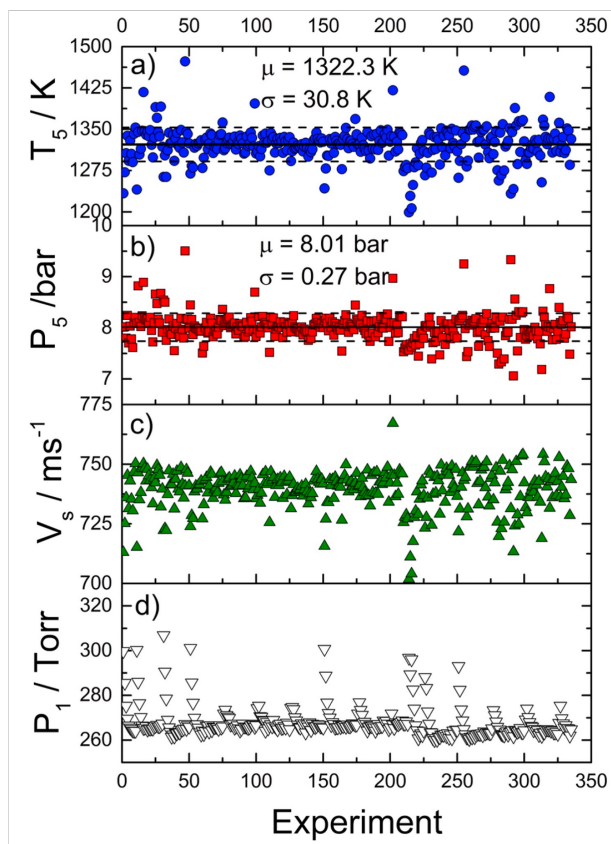 a)
μ = 1322.3 K
σ = 30.8 K
T5 / K
1500
1425
1350
1275
1200
b)
μ = 8.01 bar
σ = 0.27 bar
P5 /bar
10
9
8
7
c)
Vs / ms-1
775
750
725
700
d)
P1 / Torr
320
300
280
260
0 50 100 150 200 250 300 350
0 50 100 150 200 250 300 350
Experiment